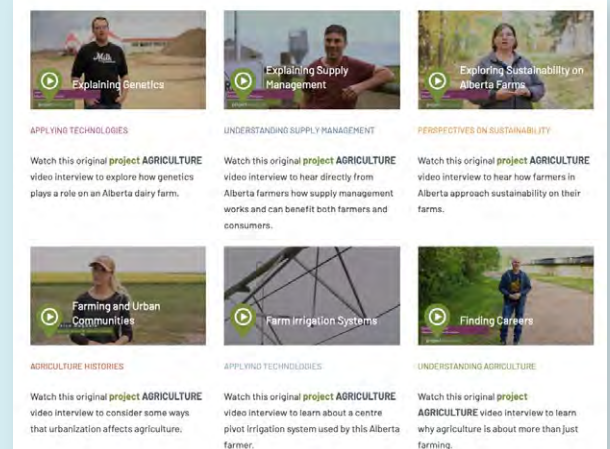 Explaining Genetics
APPLYING TECHNOLOGIES
Watch this original project AGRICULTURE
video interview to explore how genetics
plays a role on an Alberta dairy farm.
Explaining Supply
Management
UNDERSTANDING SUPPLY MANAGEMENT
Watch this original project AGRICULTURE
video interview to hear directly from
Alberta farmers how supply management
works and can benefit both farmers and
consumers.
Exploring Sustainability on
Alberta Farms
PERSPECTIVES ON SUSTAINABILITY
Watch this original project AGRICULTURE
video interview to hear how farmers in
Alberta approach sustainability on their
farms.
Farming and Urban
Communities
AGRICULTURE HISTORIES
Watch this original project AGRICULTURE
video interview to consider some ways
that urbanization affects agriculture.
Farm Irrigation Systems
APPLYING TECHNOLOGIES
Watch this original project AGRICULTURE
video interview to learn about a centre
pivot irrigation system used by this Alberta
farmer.
Finding Careers
UNDERSTANDING AGRICULTURE
Watch this original project
AGRICULTURE video interview to learn
why agriculture is about more than just
farming.